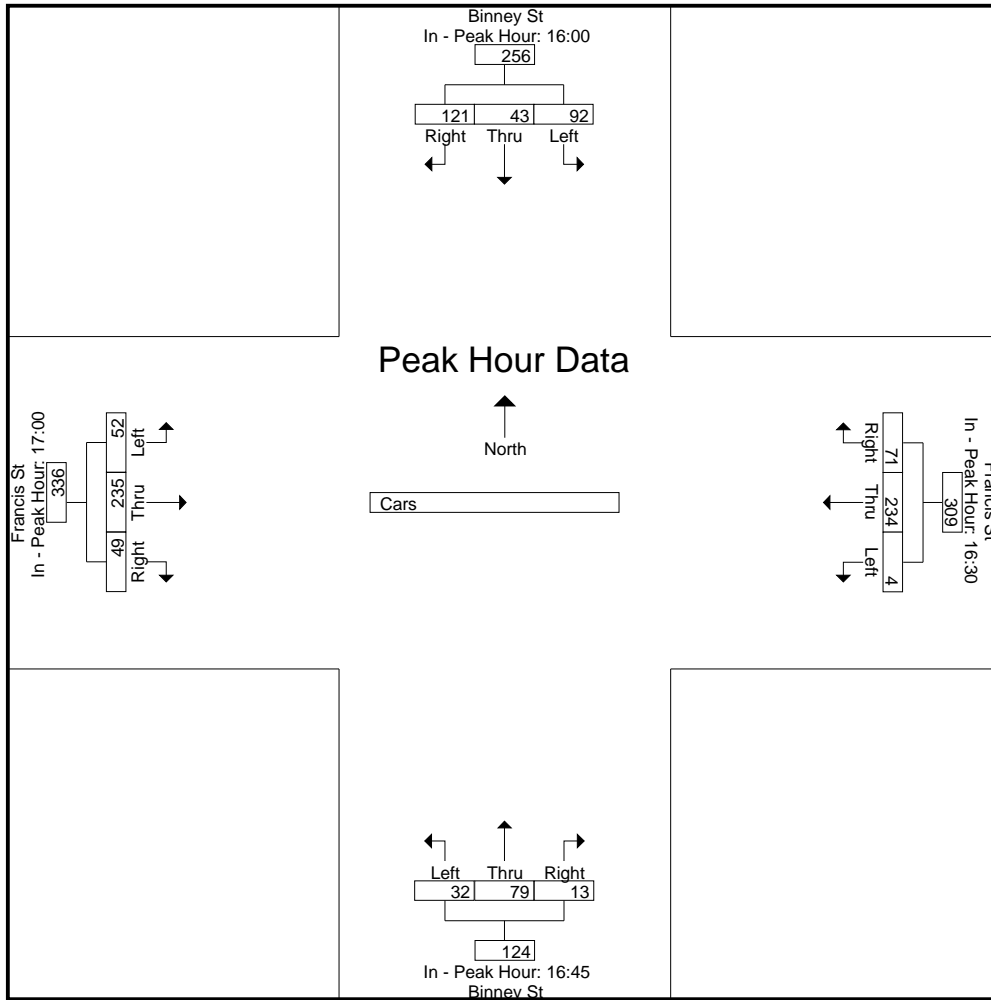 Binney St
In - Peak Hour: 16:00
256
121 43 92
Right Thru Left
Peak Hour Data
North
Cars
Francis St
In - Peak Hour: 17:00
336
52 235 49
Left Thru Right
Francis St
In - Peak Hour: 16:30
309
71 234 4
Right Thru Left
Left Thru Right
32 79 13
124
In - Peak Hour: 16:45
Binney St